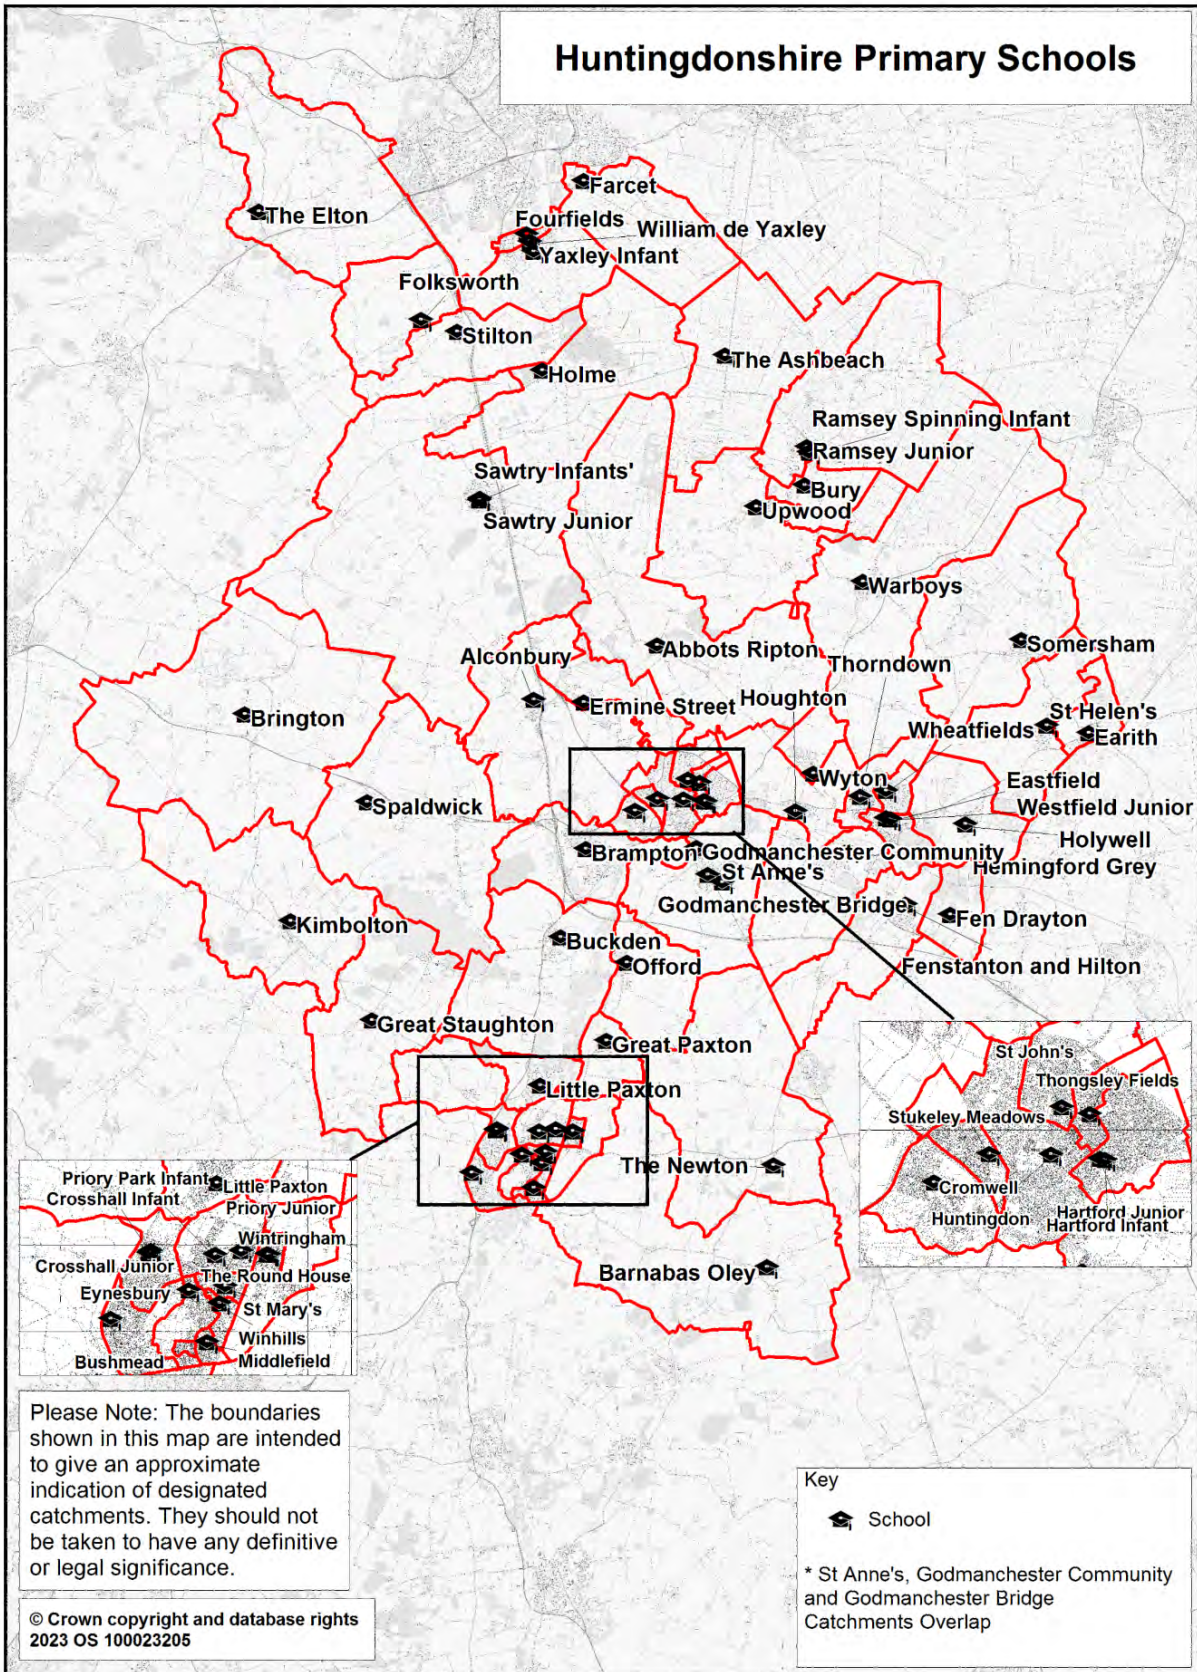 Huntingdonshire Primary Schools
Farcet
The Elton
Fourfields
William de Yaxley
Yaxley Infant
Folksworth
Stilton
The Ashbeach
Holme
Ramsey Spinning Infant
Ramsey Junior
Sawtry Infants'
Bury
Upwood
Sawtry Junior
Warboys
Somersham
Abbots Ripton
Alconbury
Thorndown
Houghton
Ermine Street
St Helen's
Brington
Wheatfields
Earith
Wyton
Eastfield
Spaldwick
Westfield Junior
Holywell
Brampton
Godmanchester Community
Hemingford Grey
St Anne's
Godmanchester Bridge
Fen Drayton
Kimbolton
Buckden
Offord
Fenstanton and Hilton
Great Staughton
Great Paxton
Little Paxton
The Newton
Barnabas Oley
St John's
Thongsley Fields
Stukeley Meadows
Cromwell
Huntingdon
Hartford Junior
Hartford Infant
Priory Park Infant
Little Paxton
Crosshall Infant
Priory Junior
Wintringham
Crosshall Junior
The Round House
Eynesbury
St Mary's
Winhills
Bushmead
Middlefield
Please Note: The boundaries
shown in this map are intended
to give an approximate
indication of designated
catchments. They should not
be taken to have any definitive
or legal significance.
© Crown copyright and database rights
2023 OS 100023205
Key
School
* St Anne's, Godmanchester Community
and Godmanchester Bridge
Catchments Overlap